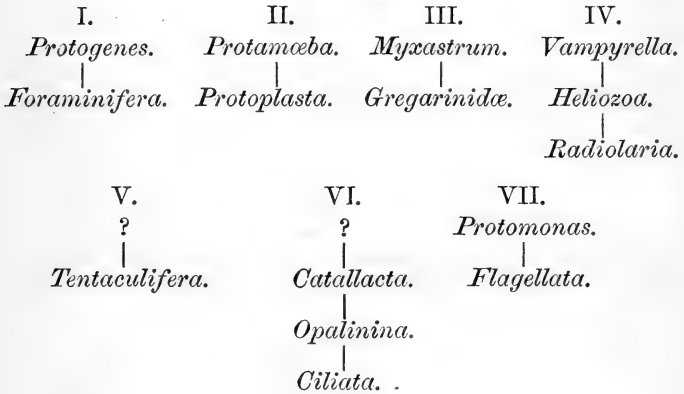 I. II. III. IV.
Protogenes. Protamœba. Myxastrum. Vampyrella.
Foraminifera. Protoplasta. Gregarinidæ. Heliozoa.
Radiolaria.
V. VI. VII.
? ? Protomonas.
Tentaculifera. Catallacta. Flagellata.
Opalinina.
Ciliata.